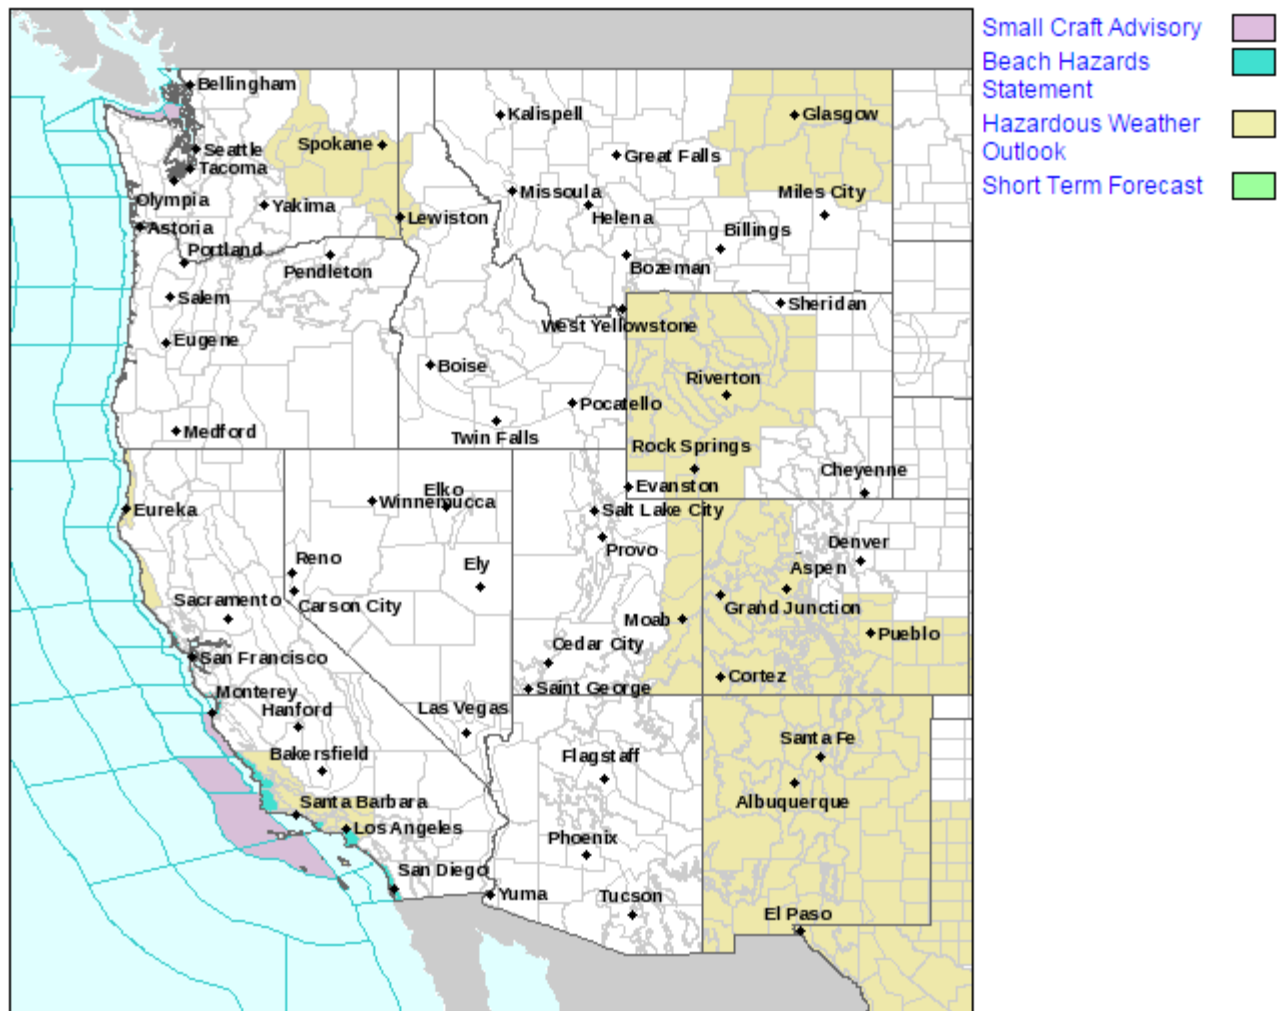 Small Craft Advisory
Beach Hazards
Statement
Hazardous Weather
Outlook
Short Term Forecast
Bellingham
Kalispell
Glasgow
Spokane
Seattle
Great Falls
Tacoma
Missoula
Miles City
Olympia
Yakima
Lewiston
Helena
Astoria
Billings
Portland
Pendleton
Bozeman
Salem
Sheridan
West Yellowstone
Eugene
Boise
Riverton
Pocatello
Medford
Twin Falls
Rock Springs
Cheyenne
Evanston
Elko
Winnemucca
Eureka
Salt Lake City
Denver
Provo
Reno
Ely
Aspen
Sacramento
Carson City
Grand Junction
Moab
Pueblo
Cedar City
San Francisco
Cortez
Saint George
Monterey
Hanford
Las Vegas
Santa Fe
Bakersfield
Flagstaff
Santa Barbara
Albuquerque
Los Angeles
Phoenix
San Diego
Yuma
Tucson
El Paso